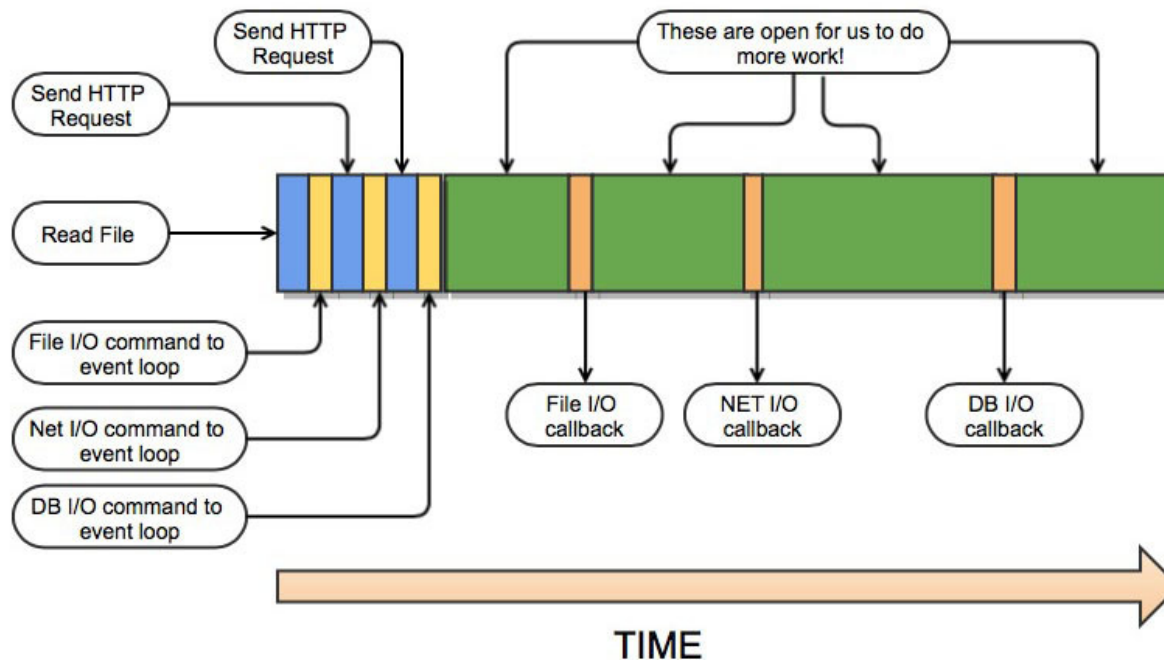 Send HTTP
Request
These are open for us to do
more work!
Send HTTP
Request
Read File
File I/O command to
event loop
Net I/O command to
event loop
DB I/O command to
event loop
File I/O
callback
NET I/O
callback
DB I/O
callback
TIME